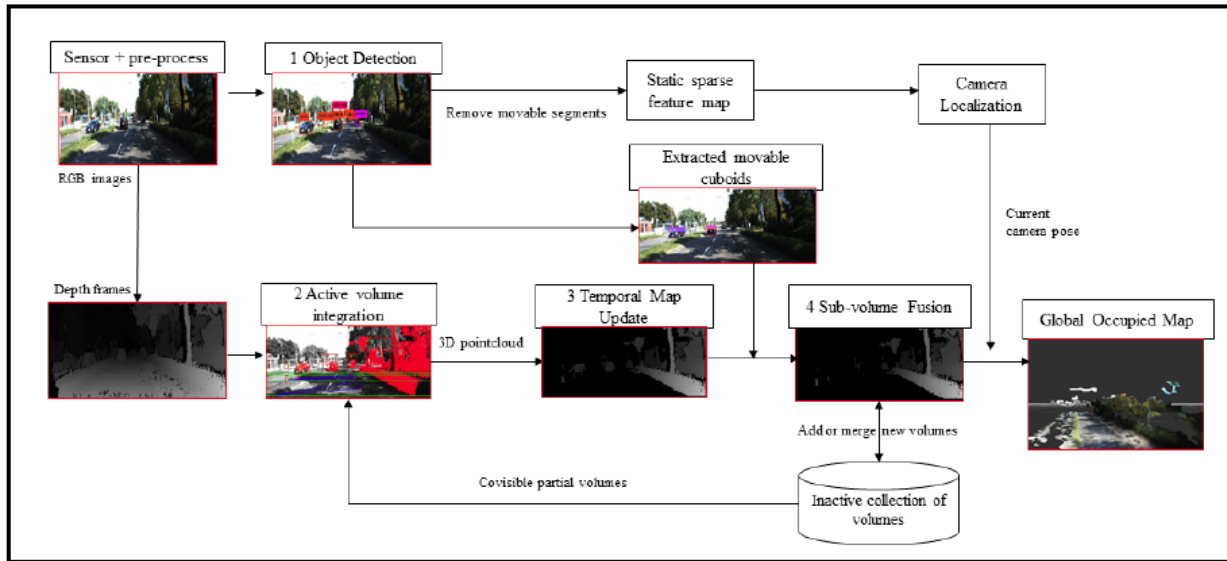 Sensor + pre-process
1 Object Detection
Static sparse
feature map
Camera
Localization
Remove movable segments
RGB images
Extracted movable
cuboids
Current
camera pose
Depth frames
2 Active volume
integration
3D pointcloud
3 Temporal Map
Update
4 Sub-volume Fusion
Global Occupied Map
Add or merge new volumes
Covisible partial volumes
Inactive collection of
volumes